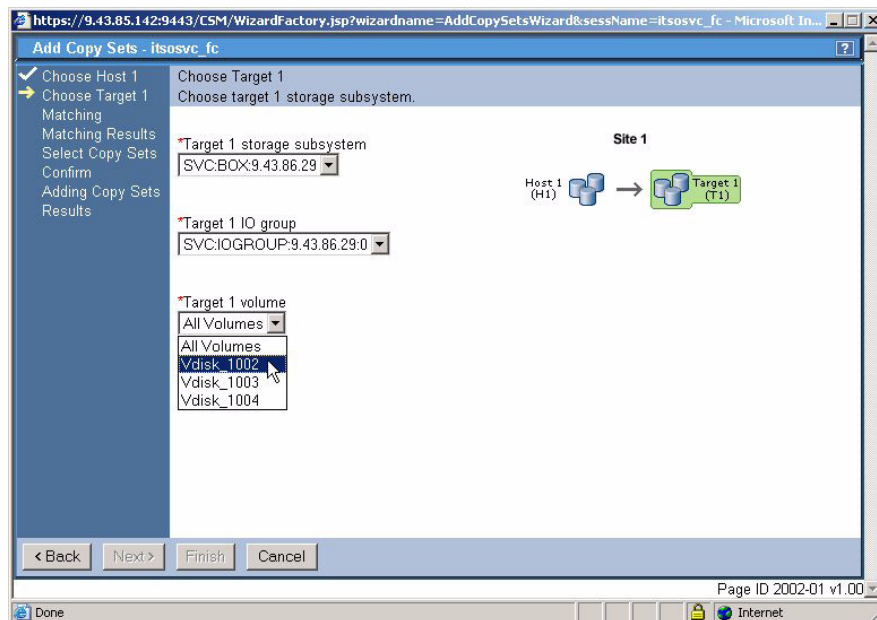 https://9.43.85.142:9443/CSM/WizardFactory.jsp?wizardname=AddCopySetsWizard&sessName=itsosvc_fc - Microsoft In...
Add Copy Sets - itsosvc_fc
?
Choose Host 1
Choose Target 1
Matching
Matching Results
Select Copy Sets
Confirm
Adding Copy Sets
Results
Choose Target 1
Choose target 1 storage subsystem.
*Target 1 storage subsystem
SVC:BOX:9.43.86.29
*Target 1 IO group
SVC:IOGROUP:9.43.86.29:0
*Target 1 volume
All Volumes
All Volumes
Vdisk_1002
Vdisk_1003
Vdisk_1004
Site 1
Host 1
(H1)
Target 1
(T1)
< Back
Next >
Finish
Cancel
Page ID 2002-01 v1.00
Done
Internet